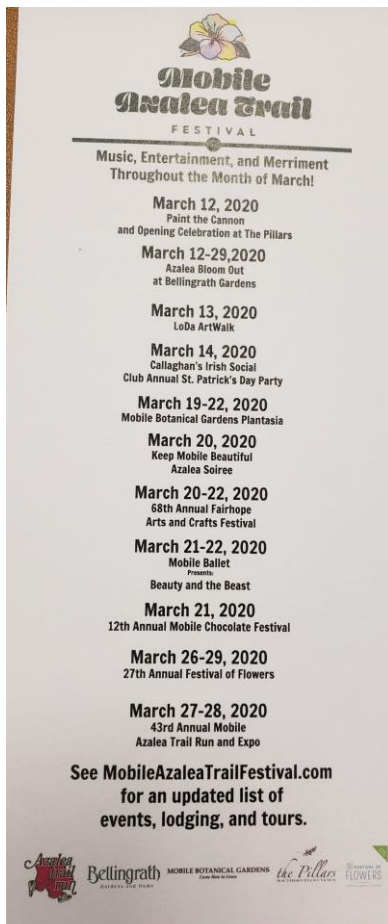 Mobile
Azalea Trail
FESTIVAL
Music, Entertainment, and Merriment
Throughout the Month of March!
March 12, 2020
Paint the Cannon
and Opening Celebration at The Pillars
March 12-29,2020
Azalea Bloom Out
at Bellingrath Gardens
March 13, 2020
LoDa ArtWalk
March 14, 2020
Callaghan's Irish Social
Club Annual St. Patrick's Day Party
March 19-22, 2020
Mobile Botanical Gardens Plantasia
March 20, 2020
Keep Mobile Beautiful
Azalea Soiree
March 20-22, 2020
68th Annual Fairhope
Arts and Crafts Festival
March 21-22, 2020
Mobile Ballet
Presents:
Beauty and the Beast
March 21, 2020
12th Annual Mobile Chocolate Festival
March 26-29, 2020
27th Annual Festival of Flowers
March 27-28, 2020
43rd Annual Mobile
Azalea Trail Run and Expo
See MobileAzaleaTrailFestival.com
for an updated list of
events, lodging, and tours.
Azalea
trail
run
Bellingrath
Gardens and Home
MOBILE BOTANICAL GARDENS
Come Here to Grow
the Pillars
FESTIVAL OF
FLOWERS